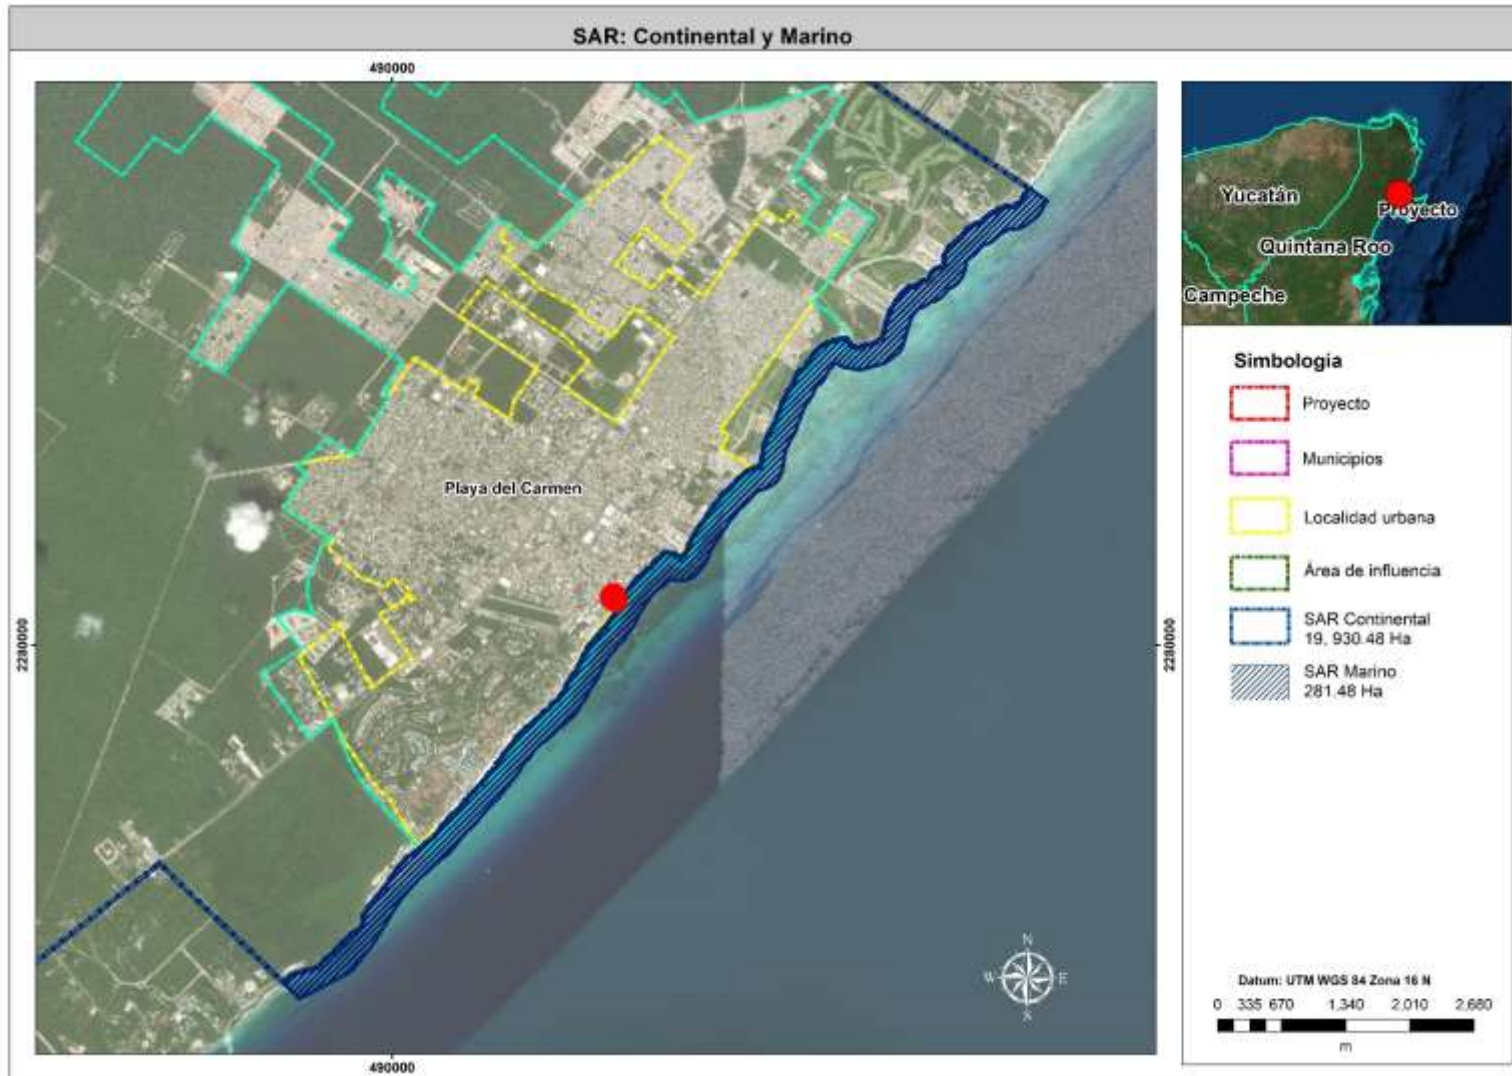 SAR: Continental y Marino
490000
2280000
Playa del Carmen
2280000
N
W
E
S
490000
Yucatán
Proyecto
Quintana Roo
Campeche
Simbología
Proyecto
Municipios
Localidad urbana
Área de influencia
SAR Continental
19, 930.48 Ha
SAR Marino
281.48 Ha
Datum: UTM WGS 84 Zona 16 N
0 335 670 1,340 2,010 2,680
m